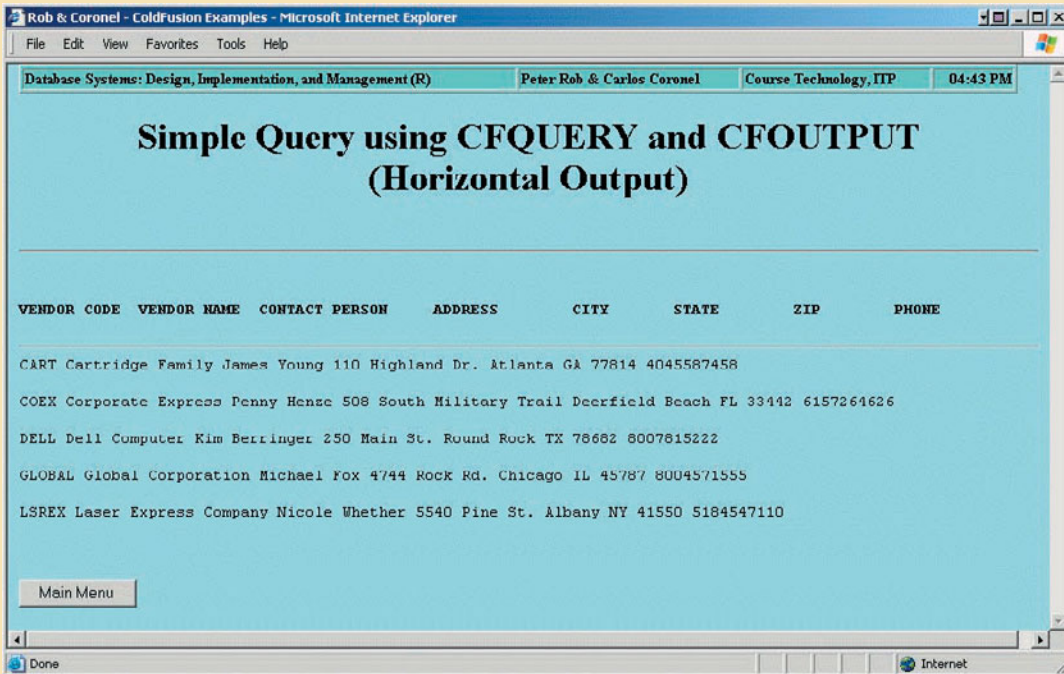 Rob & Coronel - ColdFusion Examples - Microsoft Internet Explorer
File Edit View Favorites Tools Help
Database Systems: Design, Implementation, and Management (R) Peter Rob & Carlos Coronel Course Technology, ITP 04:43 PM
Simple Query using CFQUERY and CFOUTPUT
(Horizontal Output)
VENDOR CODE VENDOR NAME CONTACT PERSON ADDRESS CITY STATE ZIP PHONE
CART Cartridge Family James Young 110 Highland Dr. Atlanta GA 77814 4045587458
COEX Corporate Express Penny Henze 508 South Military Trail Deerfield Beach FL 33442 6157264626
DELL Dell Computer Kim Berringer 250 Main St. Round Rock TX 78682 8007815222
GLOBAL Global Corporation Michael Fox 4744 Rock Rd. Chicago IL 45787 8004571555
LSREX Laser Express Company Nicole Whether 5540 Pine St. Albany NY 41550 5184547110
Main Menu
Done Internet